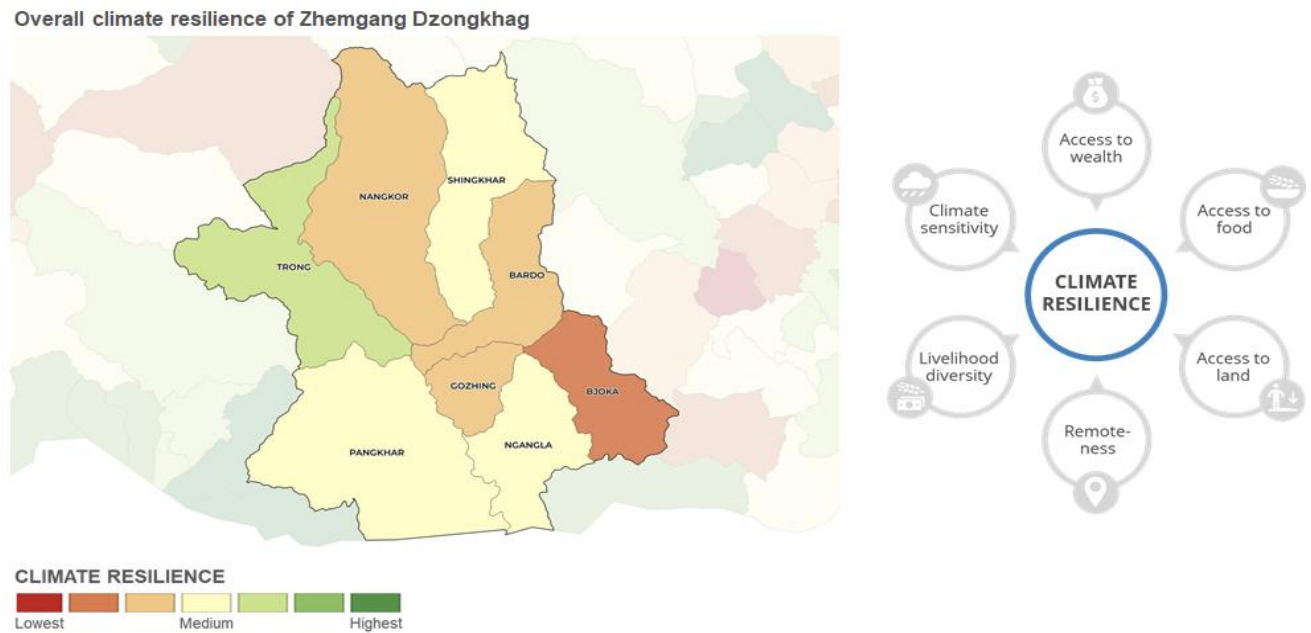 Overall climate resilience of Zhemgang Dzongkhag
NANGKOR
SHINGKHAR
TRONG
BARDO
GOZHING
BJOKA
PANGKHAR
NGANGLA
CLIMATE RESILIENCE
Lowest
Medium
Highest
$
Access to
wealth
Climate
sensitivity
Access to
food
CLIMATE
RESILIENCE
Livelihood
diversity
Access to
land
Remote-
ness